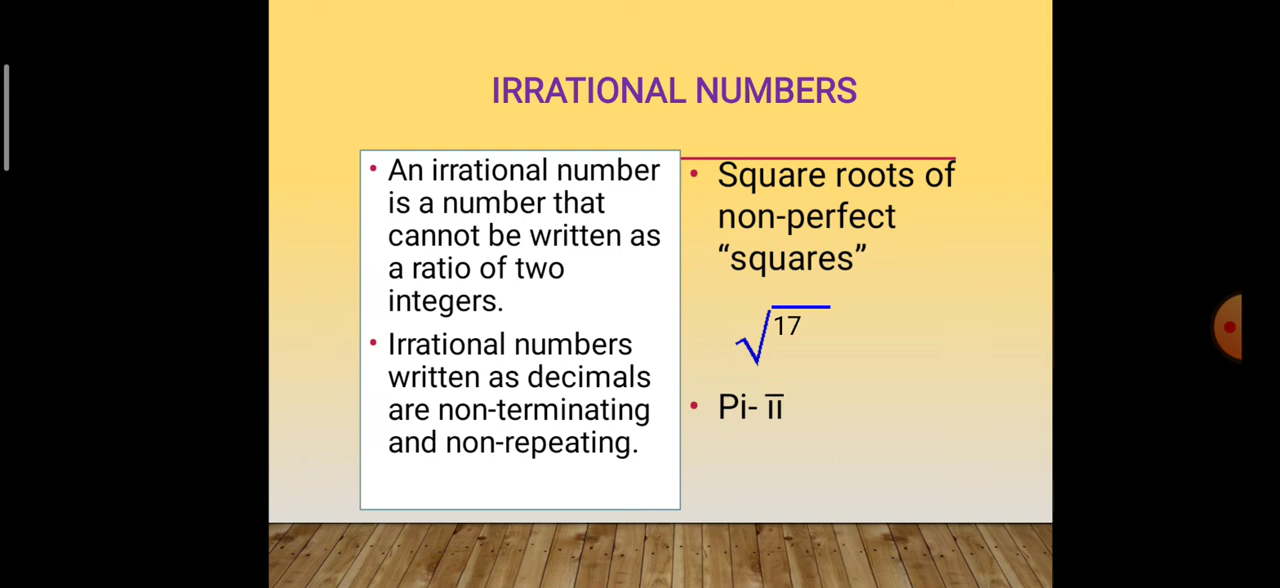 IRRATIONAL NUMBERS
• An irrational number
is a number that
cannot be written as
a ratio of two
integers.
• Irrational numbers
written as decimals
are non-terminating
and non-repeating.
• Square roots of
non-perfect
“squares”
√17
• Pi- ı̅ı̅